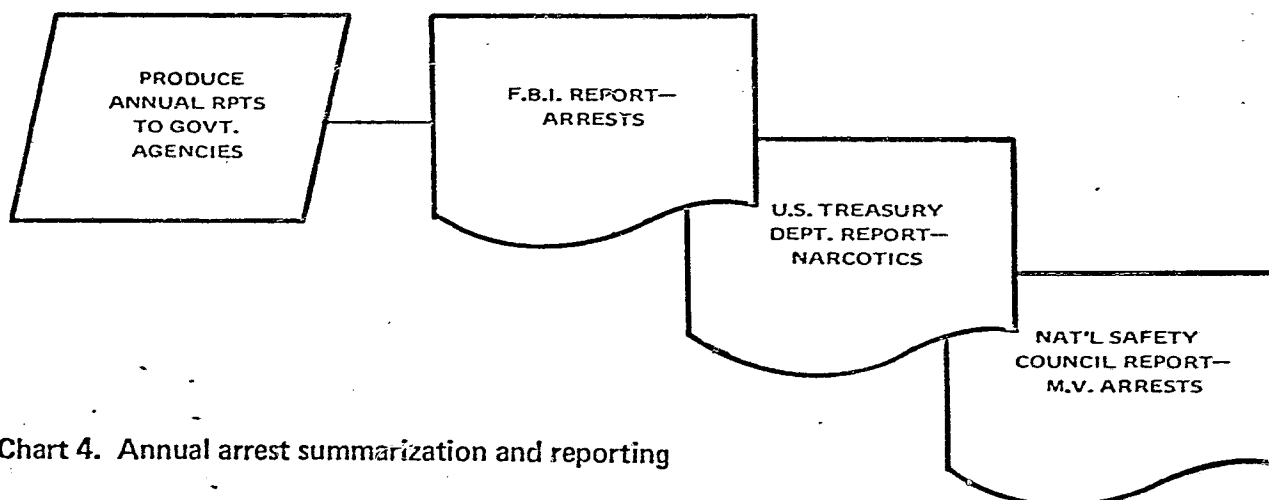 PRODUCE
ANNUAL RPTS
TO GOVT.
AGENCIES
F.B.I. REPORT—
ARRESTS
U.S. TREASURY
DEPT. REPORT—
NARCOTICS
NAT'L SAFETY
COUNCIL REPORT—
M.V. ARRESTS
Chart 4. Annual arrest summarization and reporting